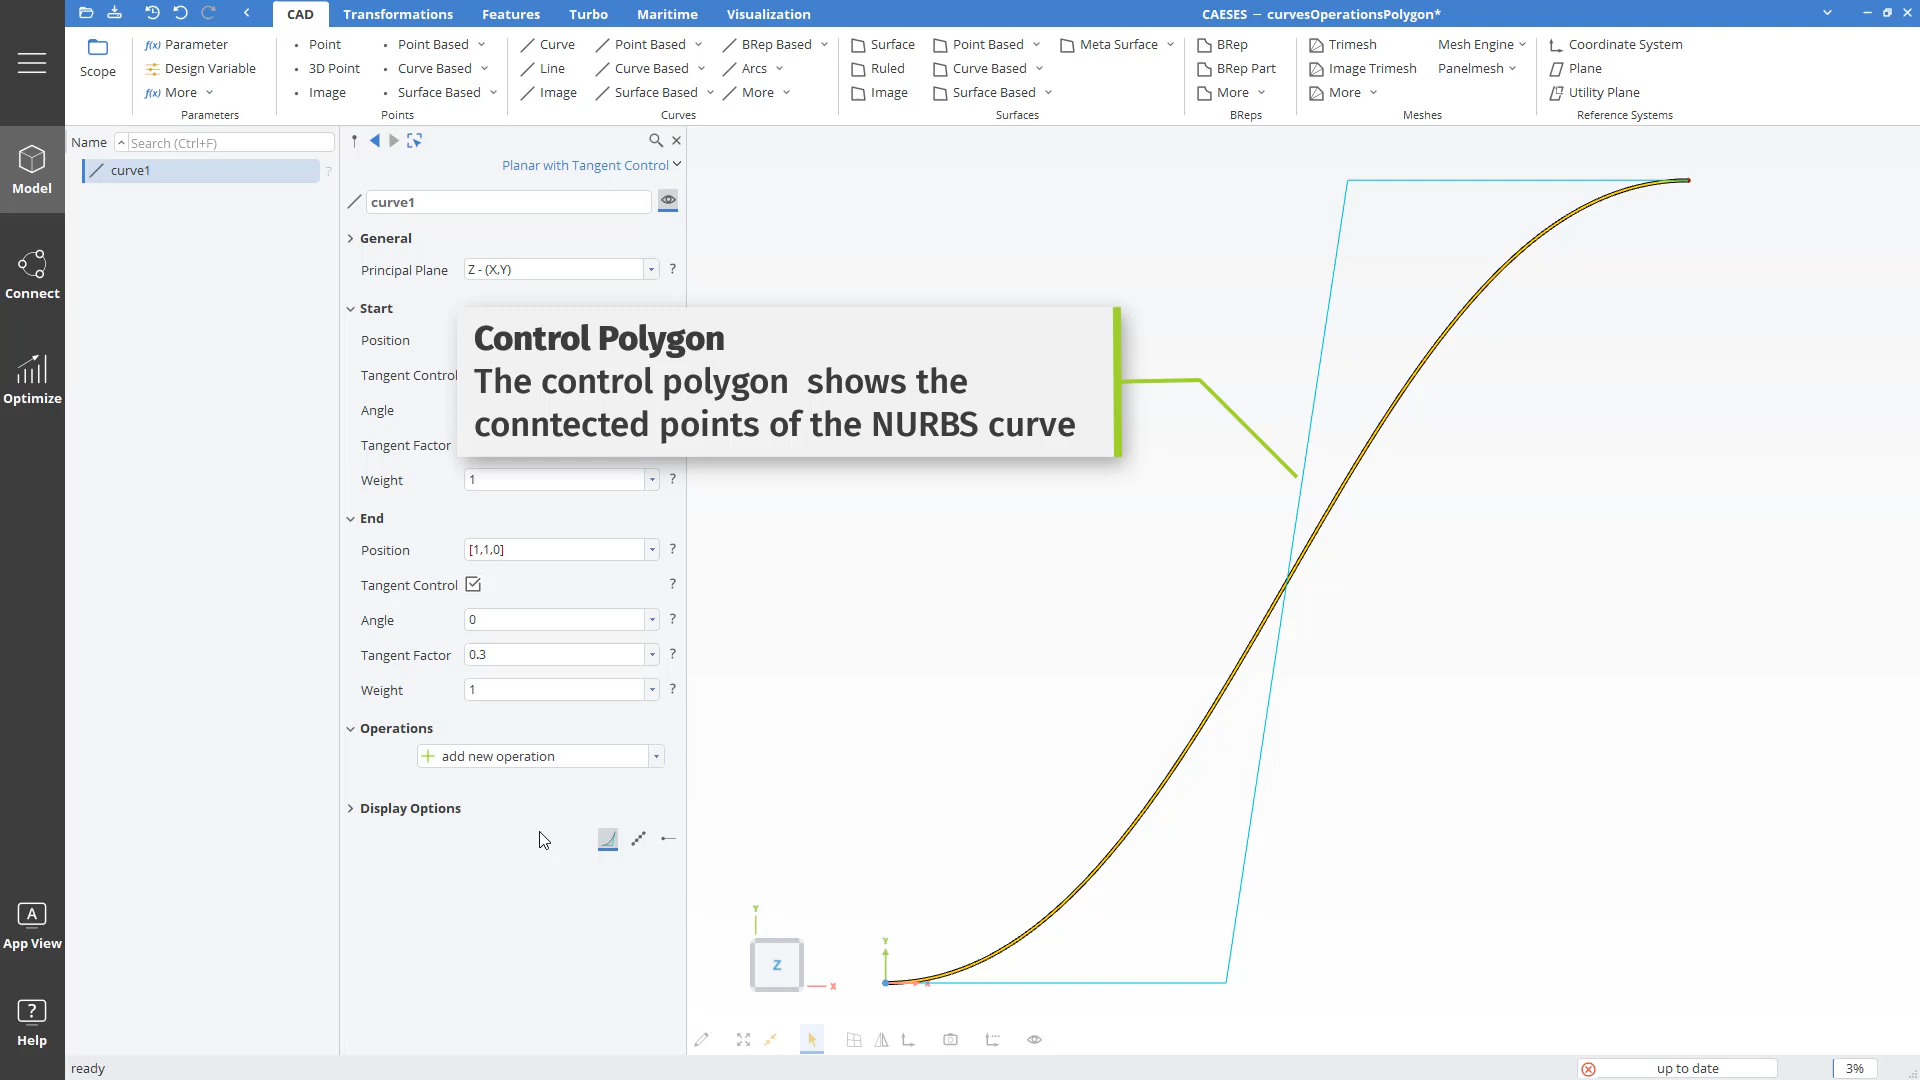 CAD Transformations Features Turbo Maritime Visualization CAESES — curvesOperationsPolygon*
Scope
f(x) Parameter
Design Variable
f(x) More
Parameters
Point Point Based
3D Point Curve Based
Image Surface Based
Points
Curve Point Based BRep Based
Line Curve Based Arcs
Image Surface Based More
Curves
Surface Point Based Meta Surface
Ruled Curve Based
Image Surface Based
Surfaces
BRep
BRep Part
More
BReps
Trimesh Mesh Engine
Image Trimesh Panelmesh
More
Meshes
Coordinate System
Plane
Utility Plane
Reference Systems
Model
Connect
Optimize
A
App View
?
Help
Name Search (Ctrl+F)
curve1 ?
Planar with Tangent Control
curve1
General
Principal Plane Z - (X,Y) ?
Start
Position
Tangent Control
Angle
Tangent Factor
Weight 1 ?
End
Position [1,1,0] ?
Tangent Control ?
Angle 0 ?
Tangent Factor 0.3 ?
Weight 1 ?
Operations
add new operation
Display Options
Control Polygon
The control polygon shows the
conntected points of the NURBS curve
Y
Z
X
Y
X
ready up to date 3%